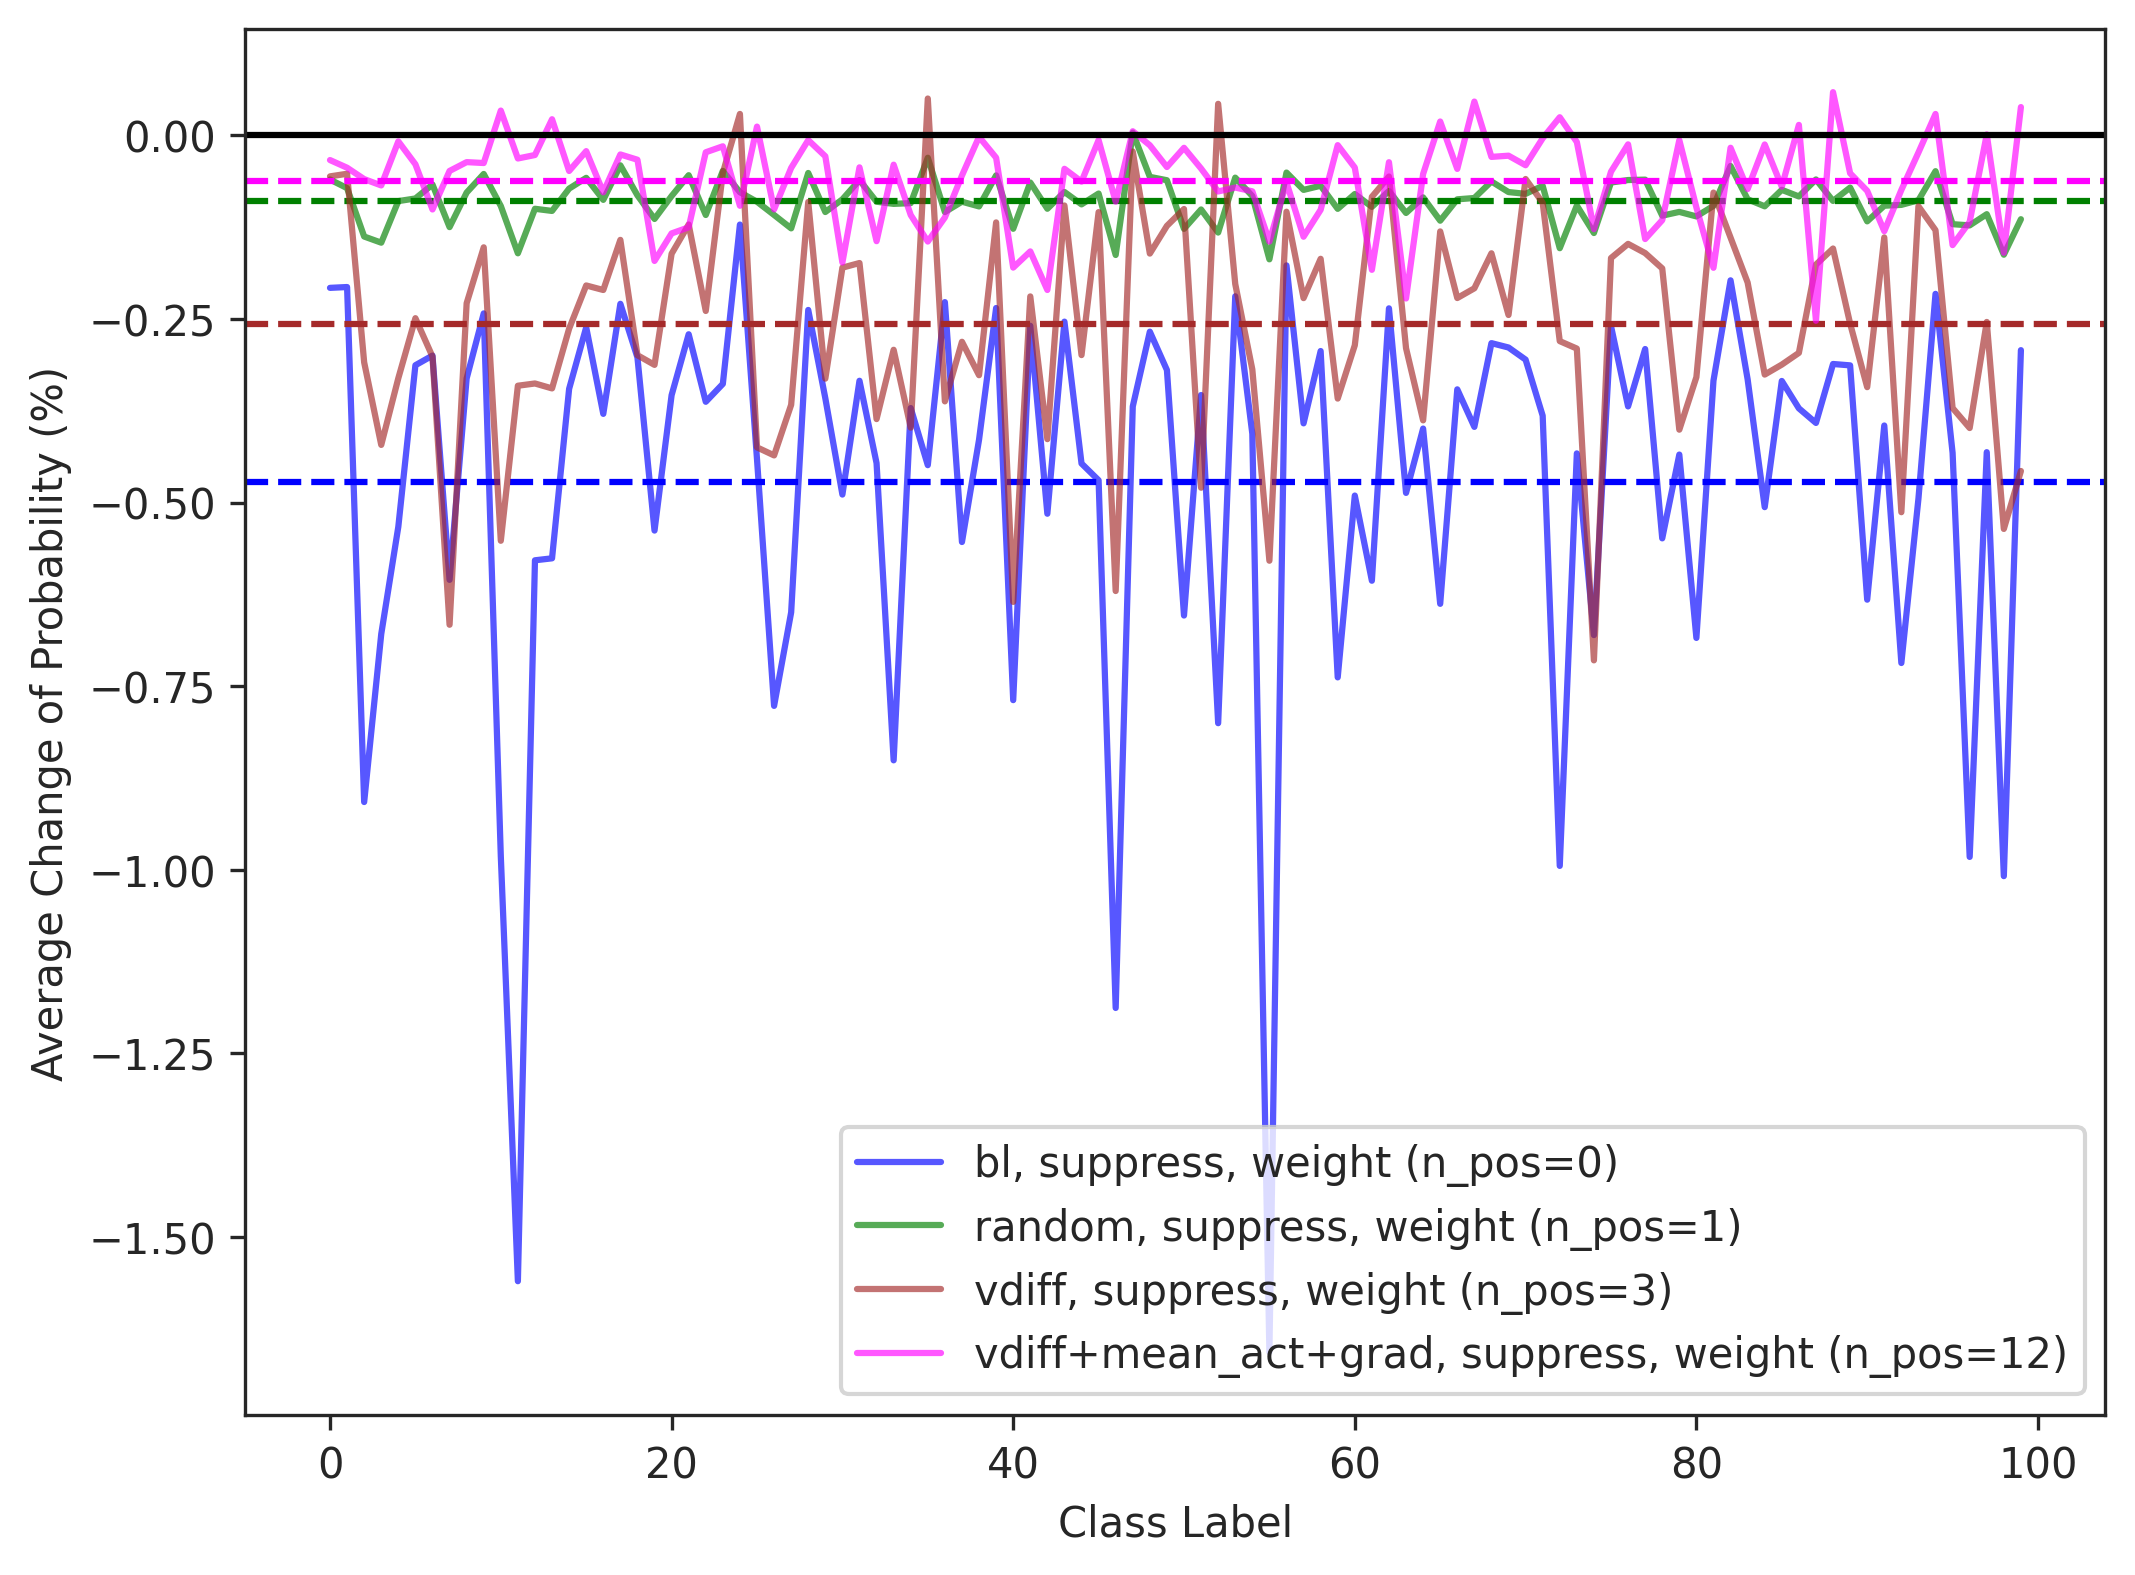 0.00
−0.25
−0.50
−0.75
−1.00
−1.25
−1.50
Average Change of Probability (%)
bl, suppress, weight (n_pos=0)
random, suppress, weight (n_pos=1)
vdiff, suppress, weight (n_pos=3)
vdiff+mean_act+grad, suppress, weight (n_pos=12)
0 20 40 60 80 100
Class Label